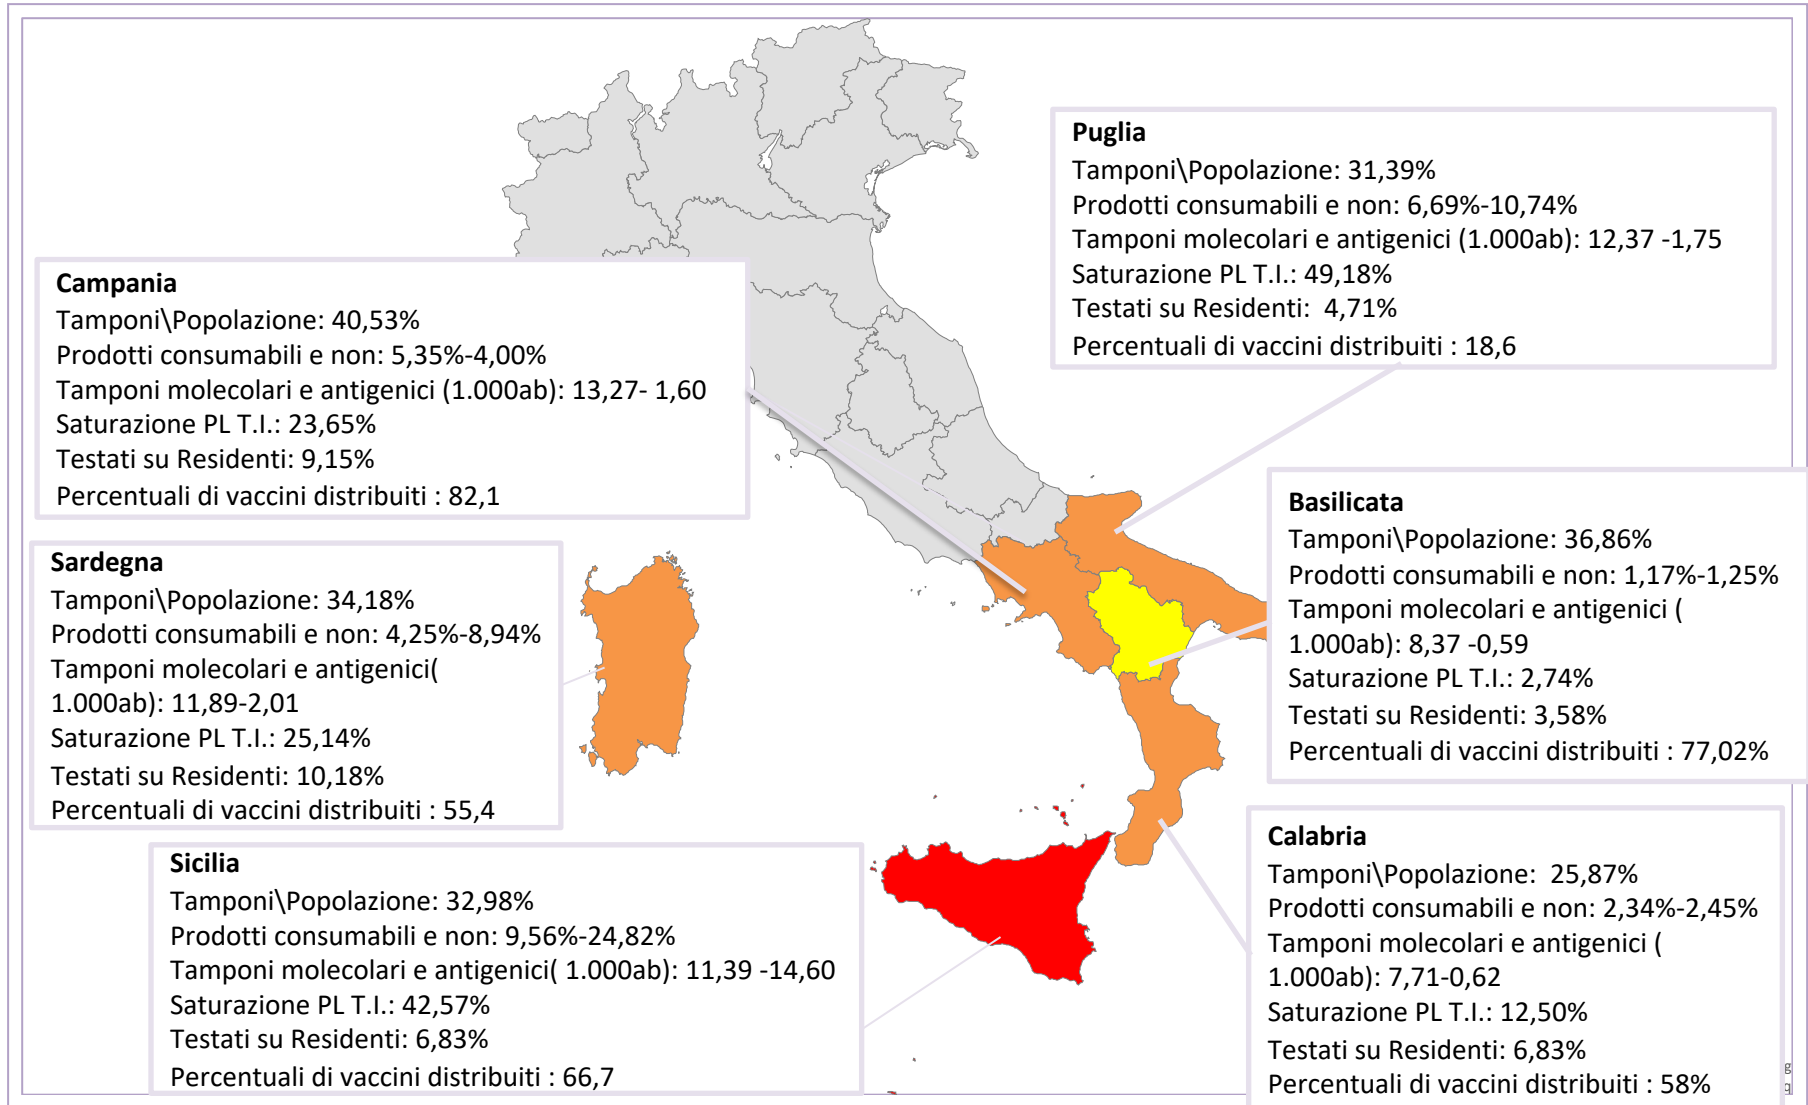 Puglia
Tamponi\Popolazione: 31,39%
Prodotti consumabili e non: 6,69%-10,74%
Tamponi molecolari e antigenici (1.000ab): 12,37 -1,75
Saturazione PL T.I.: 49,18%
Testati su Residenti:  4,71%
Percentuali di vaccini distribuiti : 18,6
Campania
Tamponi\Popolazione: 40,53%
Prodotti consumabili e non: 5,35%-4,00%
Tamponi molecolari e antigenici (1.000ab): 13,27- 1,60
Saturazione PL T.I.: 23,65%
Testati su Residenti: 9,15%
Percentuali di vaccini distribuiti : 82,1
Basilicata
Tamponi\Popolazione: 36,86%
Prodotti consumabili e non: 1,17%-1,25%
Tamponi molecolari e antigenici (
1.000ab): 8,37 -0,59
Saturazione PL T.I.: 2,74%
Testati su Residenti: 3,58%
Percentuali di vaccini distribuiti : 77,02%
Sardegna
Tamponi\Popolazione: 34,18%
Prodotti consumabili e non: 4,25%-8,94%
Tamponi molecolari e antigenici(
1.000ab): 11,89-2,01
Saturazione PL T.I.: 25,14%
Testati su Residenti: 10,18%
Percentuali di vaccini distribuiti : 55,4
Calabria
Tamponi\Popolazione:  25,87%
Prodotti consumabili e non: 2,34%-2,45%
Tamponi molecolari e antigenici (
1.000ab): 7,71-0,62
Saturazione PL T.I.: 12,50%
Testati su Residenti: 6,83%
Percentuali di vaccini distribuiti : 58%
Sicilia
Tamponi\Popolazione: 32,98%
Prodotti consumabili e non: 9,56%-24,82%
Tamponi molecolari e antigenici( 1.000ab): 11,39 -14,60
Saturazione PL T.I.: 42,57%
Testati su Residenti: 6,83%
Percentuali di vaccini distribuiti : 66,7